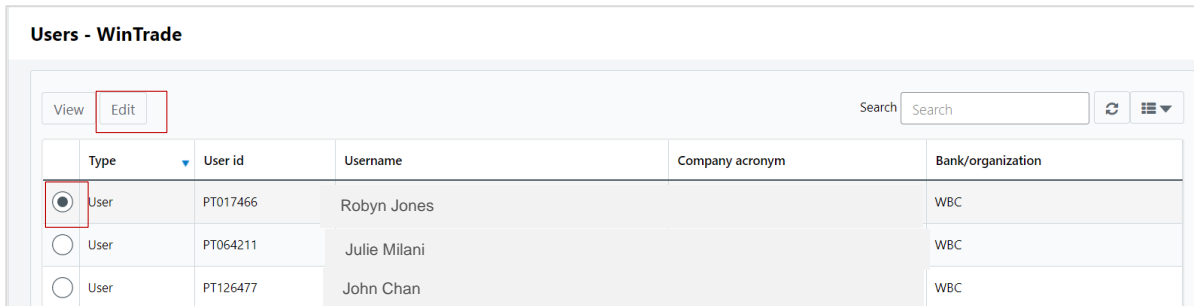 Users - WinTrade
View Edit Search Search
Type User id Username Company acronym Bank/organization
User PT017466 Robyn Jones WBC
User PT064211 Julie Milani WBC
User PT126477 John Chan WBC